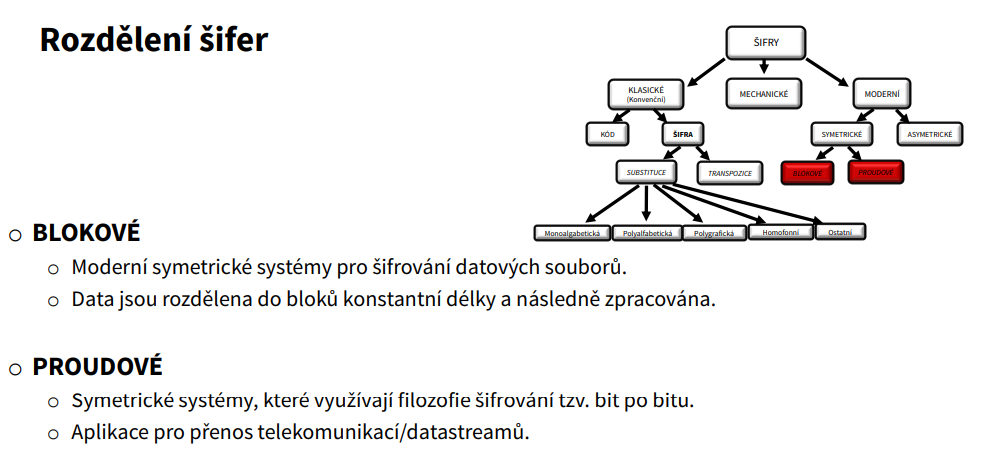 Rozdělení šifer
ŠIFRY
KLASICKÉ
(Konvenční)
MECHANICKÉ
MODERNÍ
KÓD
ŠIFRA
SYMETRICKÉ
ASYMETRICKÉ
SUBSTITUCE
TRANSPOZICE
BLOKOVÉ
PROUDOVÉ
Monoalgabetická
Polyalfabetická
Polygrafická
Homofonní
Ostatní
BLOKOVÉ
Moderní symetrické systémy pro šifrování datových souborů.
Data jsou rozdělena do bloků konstantní délky a následně zpracována.
PROUDOVÉ
Symetrické systémy, které využívají filozofie šifrování tzv. bit po bitu.
Aplikace pro přenos telekomunikací/datastreamů.